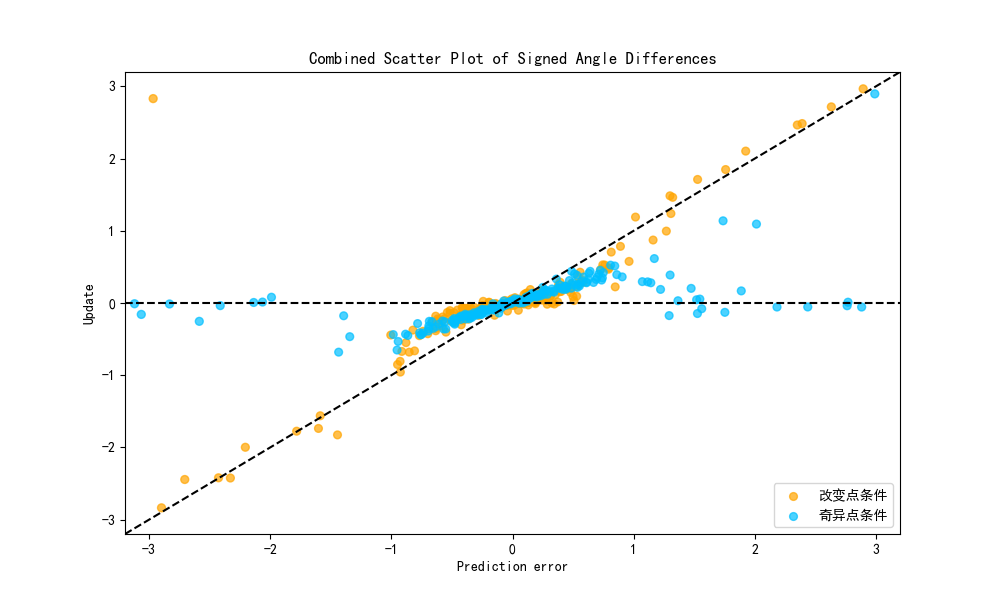 Combined Scatter Plot of Signed Angle Differences
3
2
1
0
−1
−2
−3
Update
−3
−2
−1
0
1
2
3
Prediction error
改变点条件
奇异点条件